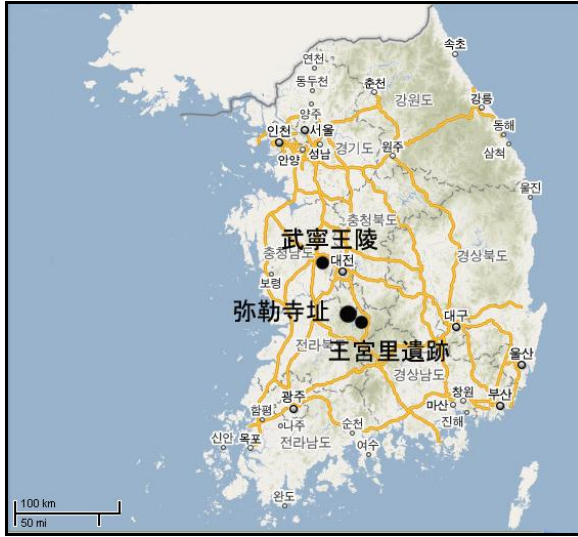 속초
연천
동두천
춘천
강원도
강릉
양주
인천
서울
동해
안양
성남
경기도
원주
삼척
울진
충청북도
武寧王陵
충청남도
대전
경상북도
보령
弥勒寺址
대구
전라북도
王宮里遺跡
울산
경상남도
광주
창원
함평
마산
부산
나주
진해
신안
목포
전라남도
순천
여수
완도
100 km
50 mi